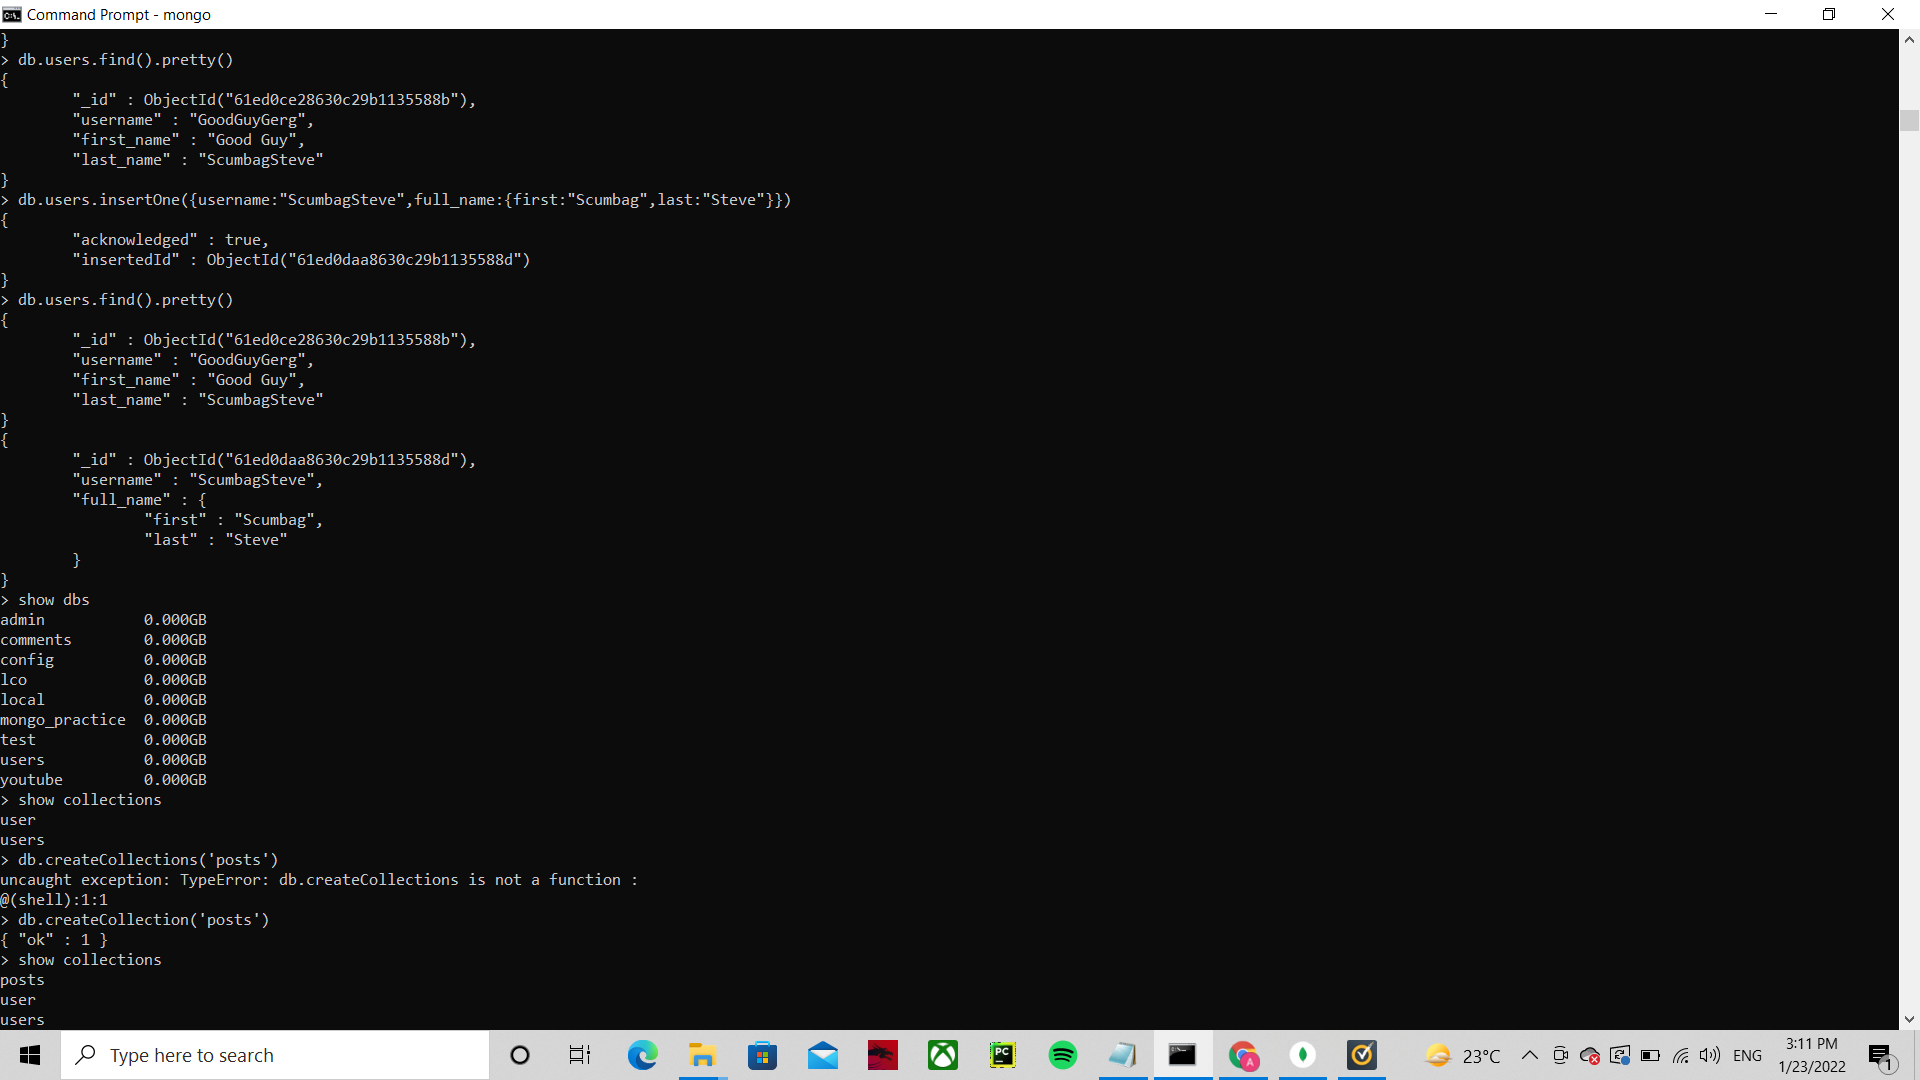 Command Prompt - mongo
}
> db.users.find().pretty()
{
        "_id" : ObjectId("61ed0ce28630c29b1135588b"),
        "username" : "GoodGuyGerg",
        "first_name" : "Good Guy",
        "last_name" : "ScumbagSteve"
}
> db.users.insertOne({username:"ScumbagSteve",full_name:{first:"Scumbag",last:"Steve"}})
{
        "acknowledged" : true,
        "insertedId" : ObjectId("61ed0daa8630c29b1135588d")
}
> db.users.find().pretty()
{
        "_id" : ObjectId("61ed0ce28630c29b1135588b"),
        "username" : "GoodGuyGerg",
        "first_name" : "Good Guy",
        "last_name" : "ScumbagSteve"
}
{
        "_id" : ObjectId("61ed0daa8630c29b1135588d"),
        "username" : "ScumbagSteve",
        "full_name" : {
                "first" : "Scumbag",
                "last" : "Steve"
        }
}
> show dbs
admin           0.000GB
comments        0.000GB
config          0.000GB
lco             0.000GB
local           0.000GB
mongo_practice  0.000GB
test            0.000GB
users           0.000GB
youtube         0.000GB
> show collections
user
users
> db.createCollections('posts')
uncaught exception: TypeError: db.createCollections is not a function :
@(shell):1:1
> db.createCollection('posts')
{ "ok" : 1 }
> show collections
posts
user
users
Type here to search
PC
A
23°C
ENG
3:11 PM
1/23/2022
1